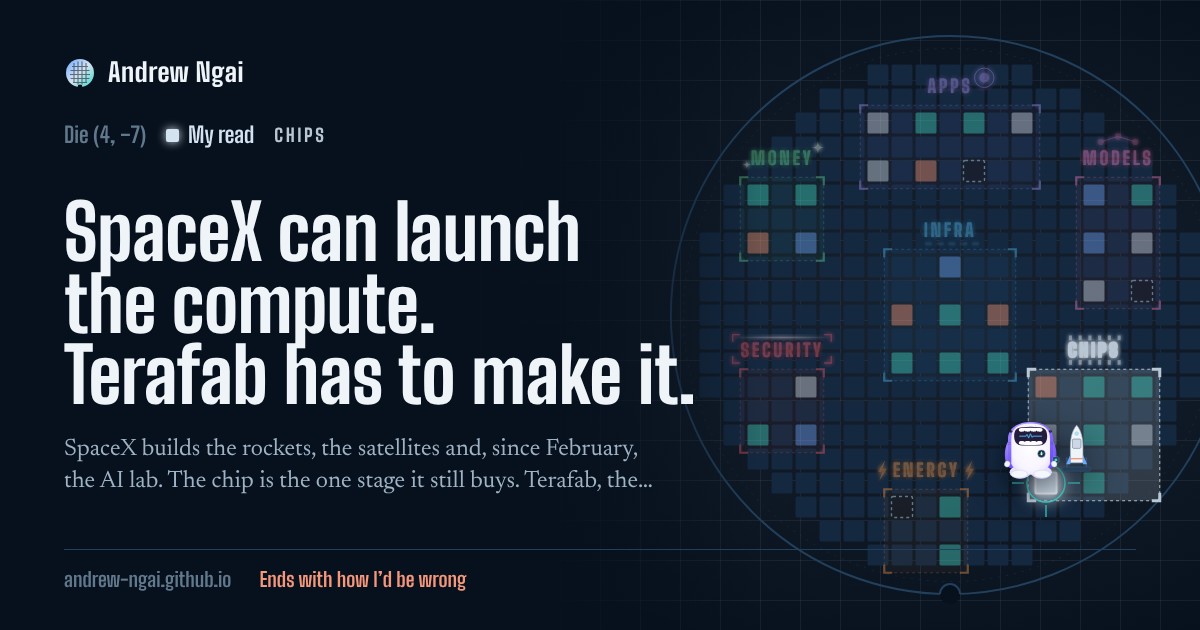 Andrew Ngai
Die (4, −7) My read CHIPS
SpaceX can launch
the compute.
Terafab has to make it.
SpaceX builds the rockets, the satellites and, since February,
the AI lab. The chip is the one stage it still buys. Terafab, the...
andrew-ngai.github.io Ends with how I’d be wrong
APPS
MONEY
MODELS
INFRA
SECURITY
CHIPS
ENERGY